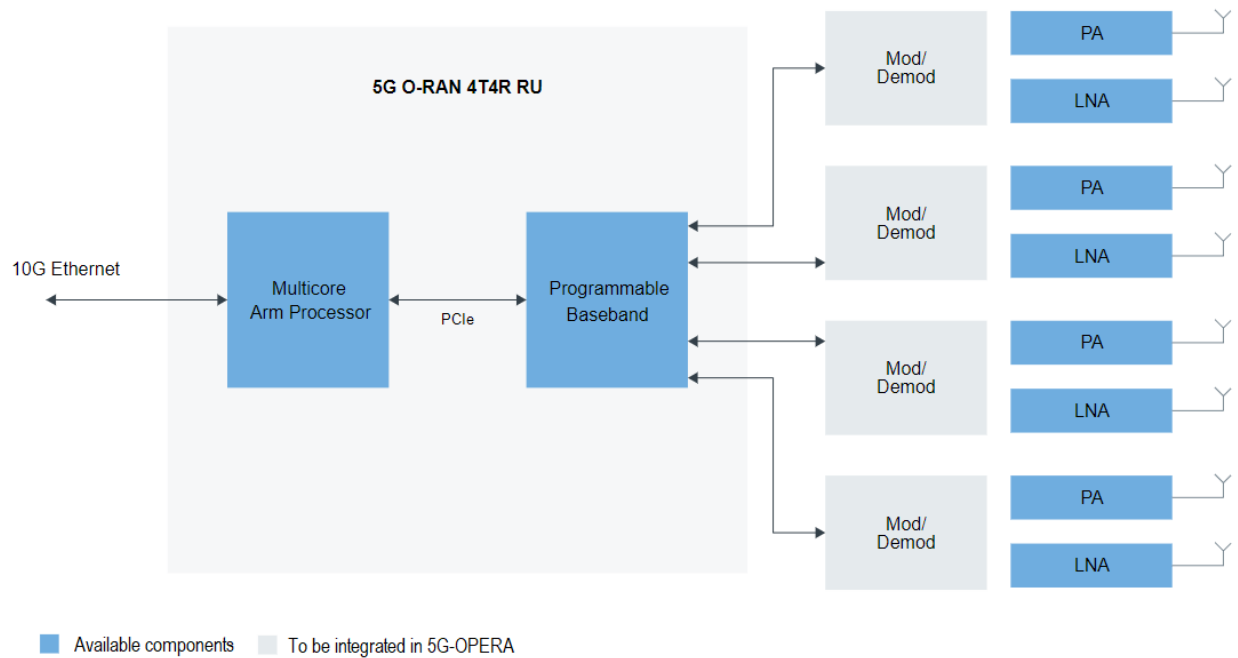 5G O-RAN 4T4R RU
10G Ethernet
Multicore
Arm Processor
PCIe
Programmable
Baseband
Mod/
Demod
PA
LNA
Mod/
Demod
PA
LNA
Mod/
Demod
PA
LNA
Mod/
Demod
PA
LNA
Available components
To be integrated in 5G-OPERA